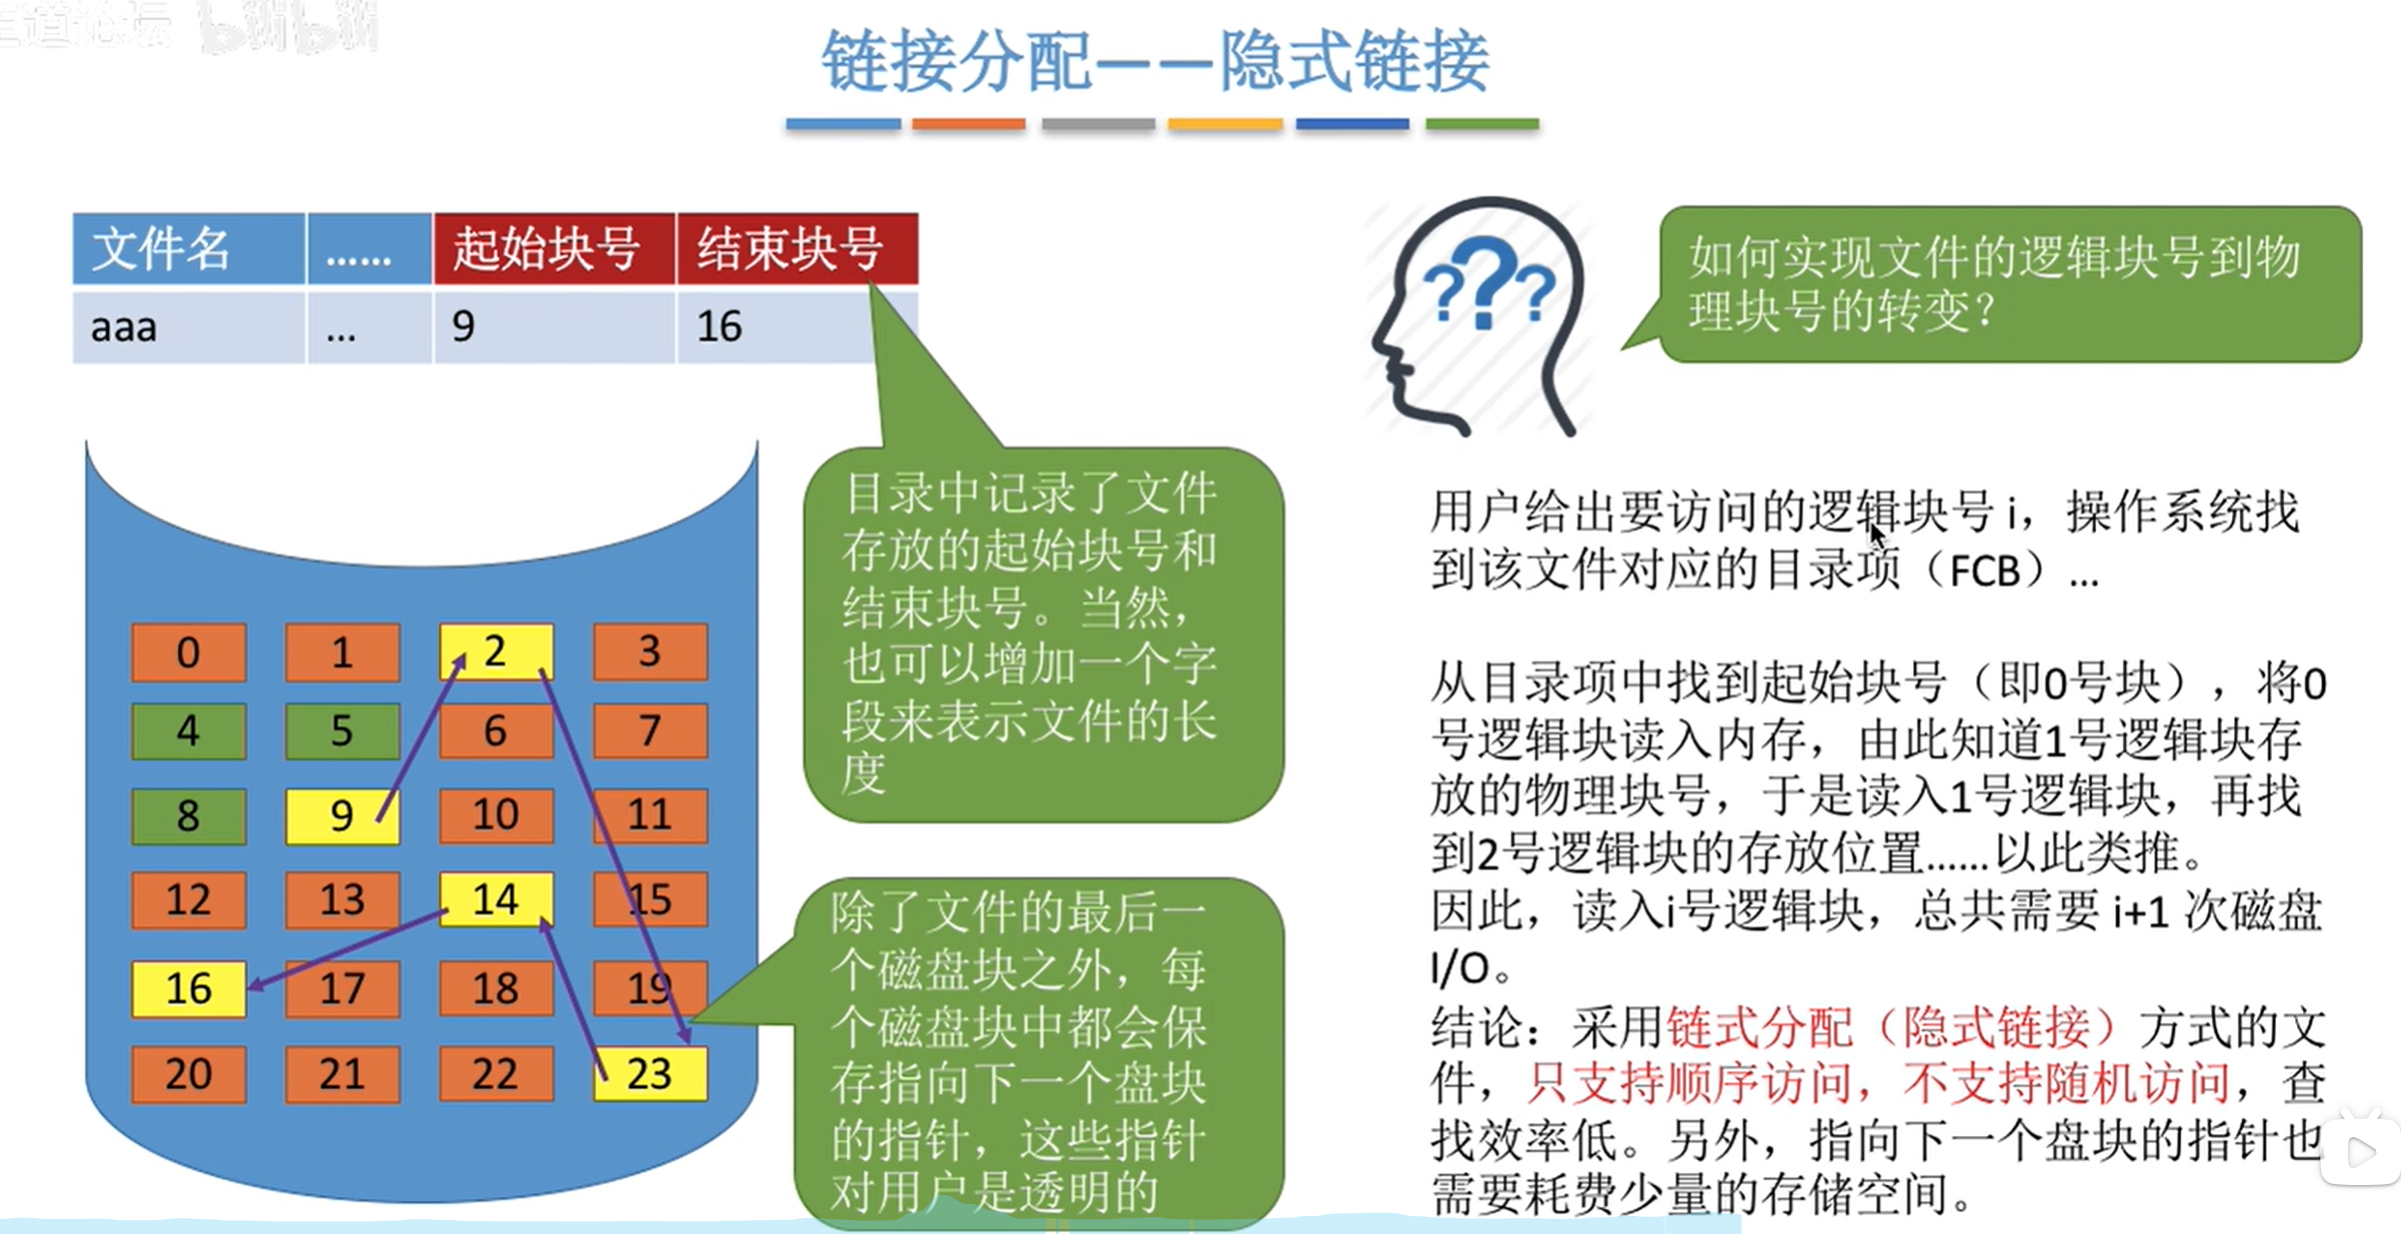 王道论坛 bilibili
链接分配——隐式链接
文件名 …… 起始块号 结束块号
aaa ... 9 16
如何实现文件的逻辑块号到物
理块号的转变？
???
目录中记录了文件
存放的起始块号和
结束块号。当然，
也可以增加一个字
段来表示文件的长
度
0 1 2 3
4 5 6 7
8 9 10 11
12 13 14 15
16 17 18 19
20 21 22 23
除了文件的最后一
个磁盘块之外，每
个磁盘块中都会保
存指向下一个盘块
的指针，这些指针
对用户是透明的
用户给出要访问的逻辑块号 i，操作系统找
到该文件对应的目录项（FCB）…
从目录项中找到起始块号（即0号块），将0
号逻辑块读入内存，由此知道1号逻辑块存
放的物理块号，于是读入1号逻辑块，再找
到2号逻辑块的存放位置……以此类推。
因此，读入i号逻辑块，总共需要 i+1 次磁盘
I/O。
结论：采用链式分配（隐式链接）方式的文
件，只支持顺序访问，不支持随机访问，查
找效率低。另外，指向下一个盘块的指针也
需要耗费少量的存储空间。